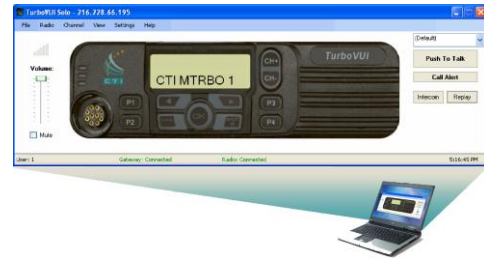 TurboVUI Solo - 216.728.66.195
File Radio Channel View Settings Help
(Default)
Volume:
TurboVUI
CH+
Push To Talk
CTI
CTI MTRBO 1
CH-
Call Alert
P1
P3
Intercom Replay
OK
P2
P4
Mute
User: 1 Gateway: Connected Radio: Connected 5:16:45 PM